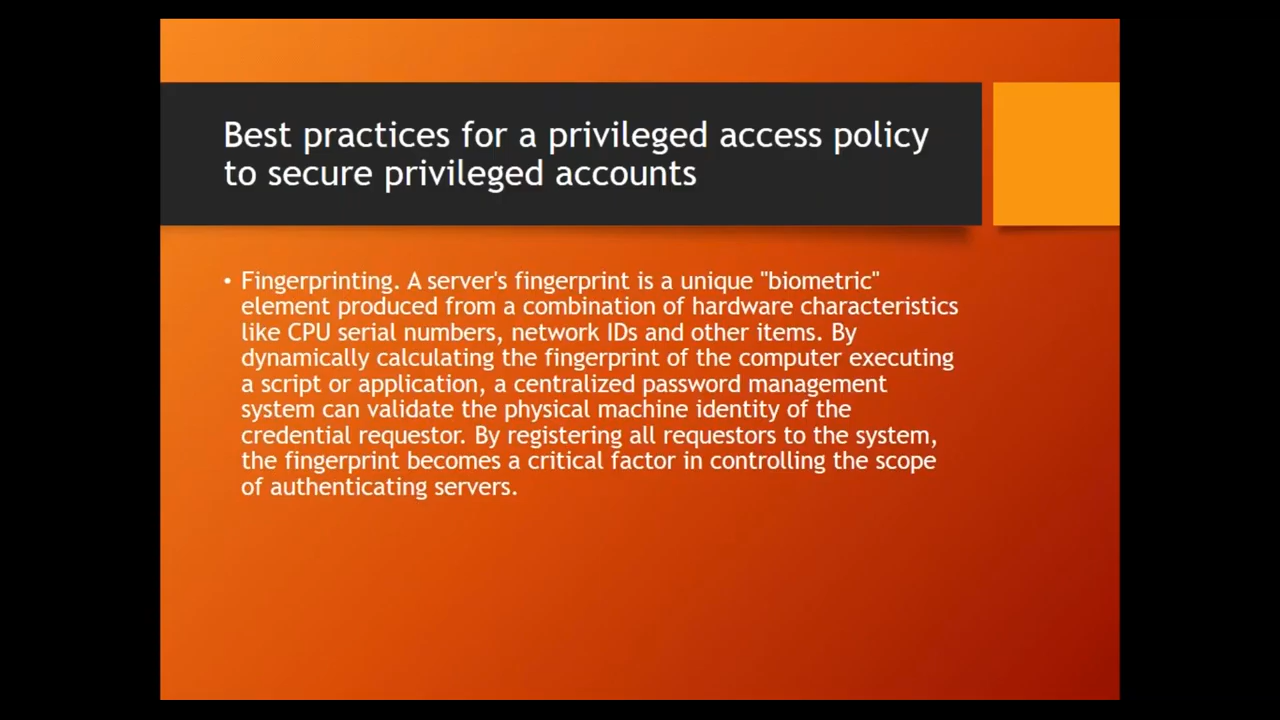 Best practices for a privileged access policy
to secure privileged accounts
• Fingerprinting. A server's fingerprint is a unique "biometric"
element produced from a combination of hardware characteristics
like CPU serial numbers, network IDs and other items. By
dynamically calculating the fingerprint of the computer executing
a script or application, a centralized password management
system can validate the physical machine identity of the
credential requestor. By registering all requestors to the system,
the fingerprint becomes a critical factor in controlling the scope
of authenticating servers.